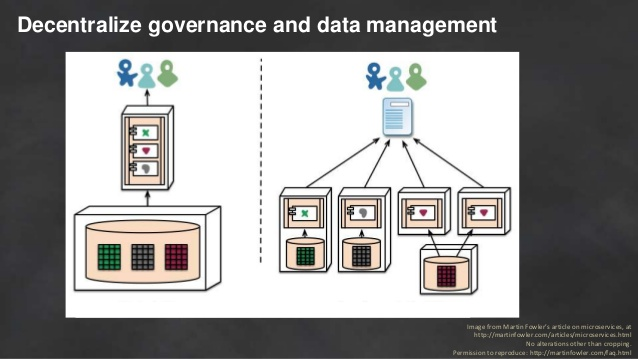 Decentralize governance and data management
Image from Martin Fowler's article on microservices, at
http://martinfowler.com/articles/microservices.html
No alterations other than cropping.
Permission to reproduce: http://martinfowler.com/faq.html